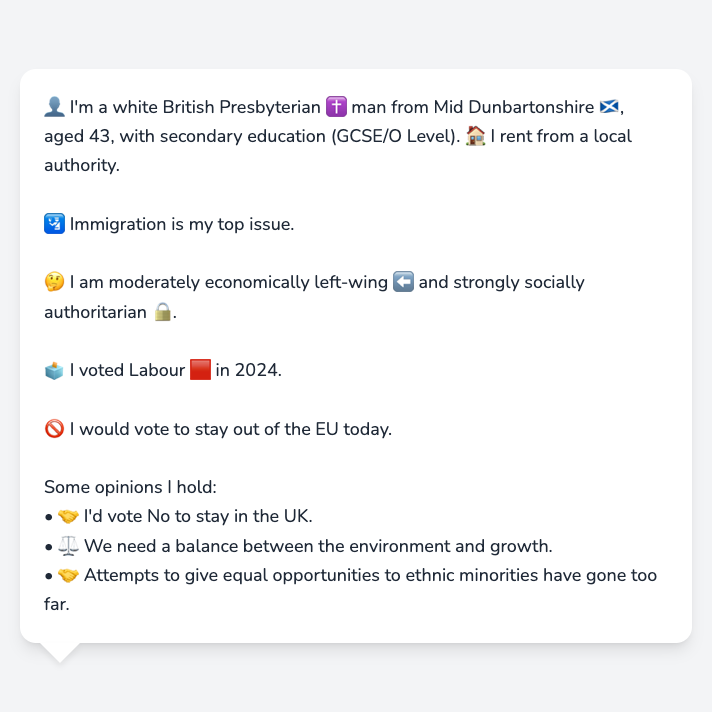 👤 I'm a white British Presbyterian ✝️ man from Mid Dunbartonshire 🏴󠁧󠁢󠁳󠁣󠁴󠁿,
aged 43, with secondary education (GCSE/O Level). 🏠 I rent from a local
authority.
🛂 Immigration is my top issue.
🤔 I am moderately economically left-wing ⬅️ and strongly socially
authoritarian 🔒.
🗳️ I voted Labour 🟥 in 2024.
🚫 I would vote to stay out of the EU today.
Some opinions I hold:
• 🤝 I'd vote No to stay in the UK.
• ⚖️ We need a balance between the environment and growth.
• 🤝 Attempts to give equal opportunities to ethnic minorities have gone too
far.